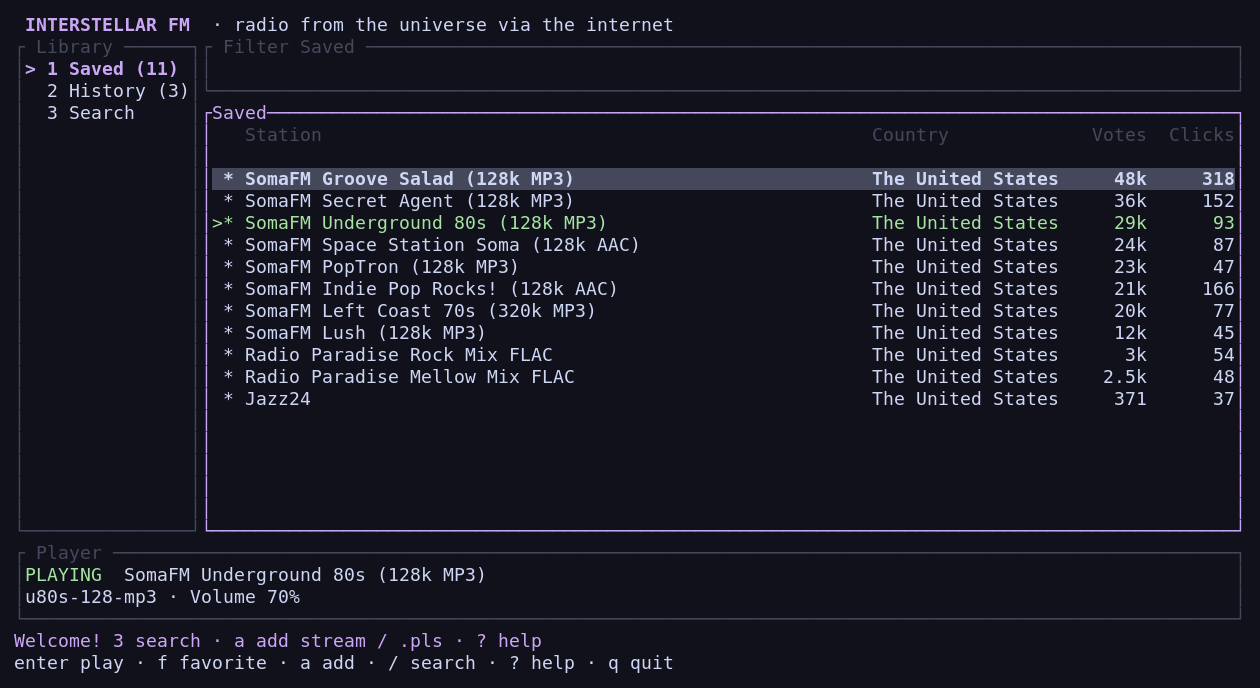 INTERSTELLAR FM · radio from the universe via the internet
Library
> 1 Saved (11)
2 History (3)
3 Search
Filter Saved
Saved
Station Country Votes Clicks
* SomaFM Groove Salad (128k MP3) The United States 48k 318
* SomaFM Secret Agent (128k MP3) The United States 36k 152
>* SomaFM Underground 80s (128k MP3) The United States 29k 93
* SomaFM Space Station Soma (128k AAC) The United States 24k 87
* SomaFM PopTron (128k MP3) The United States 23k 47
* SomaFM Indie Pop Rocks! (128k AAC) The United States 21k 166
* SomaFM Left Coast 70s (320k MP3) The United States 20k 77
* SomaFM Lush (128k MP3) The United States 12k 45
* Radio Paradise Rock Mix FLAC The United States 3k 54
* Radio Paradise Mellow Mix FLAC The United States 2.5k 48
* Jazz24 The United States 371 37
Player
PLAYING SomaFM Underground 80s (128k MP3)
u80s-128-mp3 · Volume 70%
Welcome! 3 search · a add stream / .pls · ? help
enter play · f favorite · a add · / search · ? help · q quit